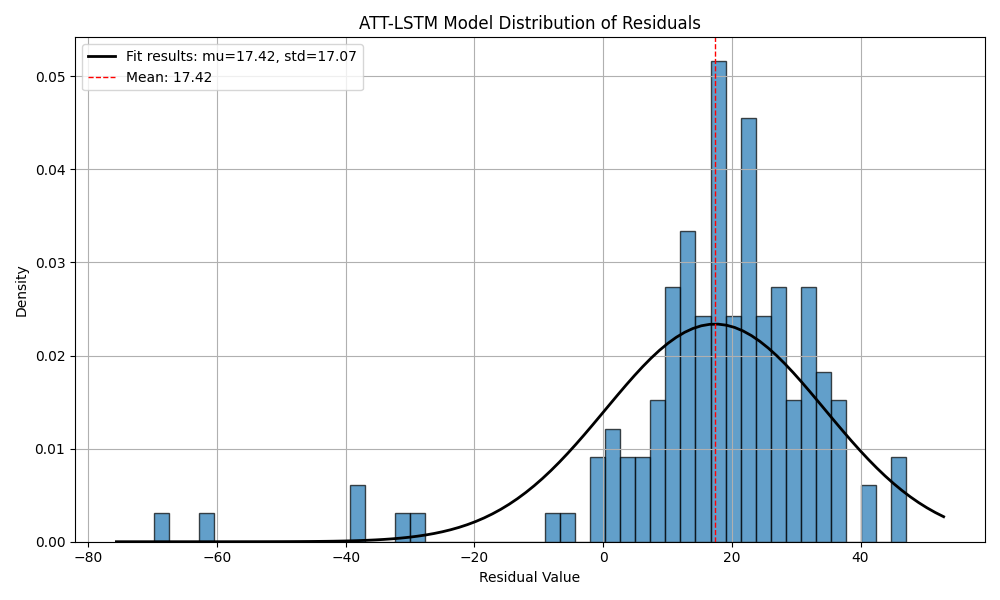 ATT-LSTM Model Distribution of Residuals
Fit results: mu=17.42, std=17.07
Mean: 17.42
Density
0.05
0.04
0.03
0.02
0.01
0.00
−80 −60 −40 −20 0 20 40
Residual Value